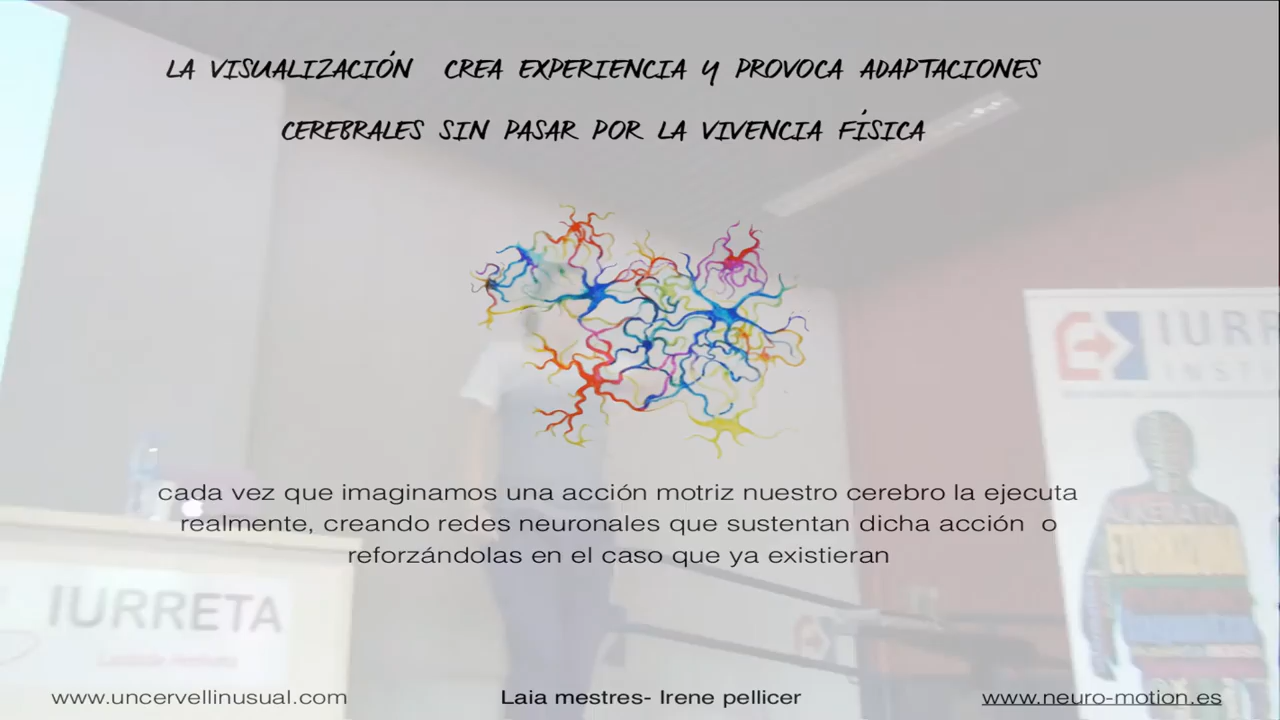 LA VISUALIZACIÓN CREA EXPERIENCIA Y PROVOCA ADAPTACIONES
CEREBRALES SIN PASAR POR LA VIVENCIA FÍSICA
IURR
INSTI
cada vez que imaginamos una acción motriz nuestro cerebro la ejecuta
realmente, creando redes neuronales que sustentan dicha acción o
reforzándolas en el caso que ya existieran
IURRETA
www.uncervellinusual.com
Laia mestres- Irene pellicer
www.neuro-motion.es